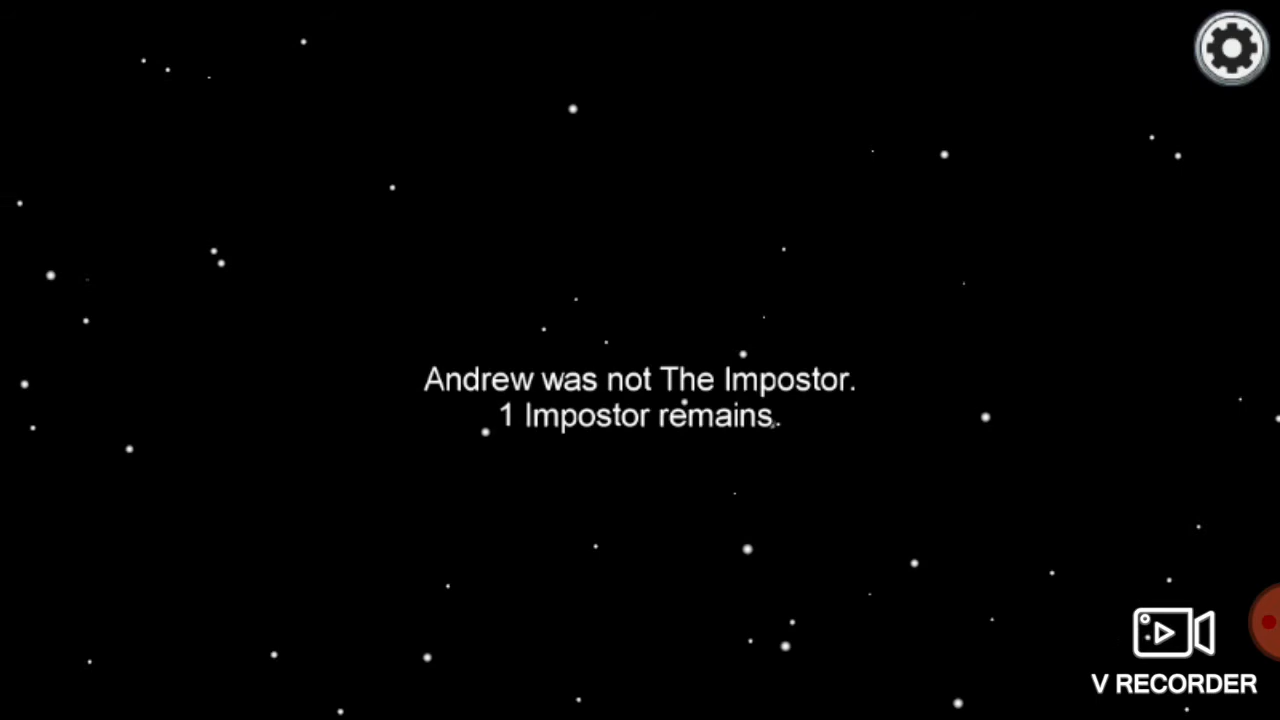 Andrew was not The Impostor.
1 Impostor remains.
V RECORDER